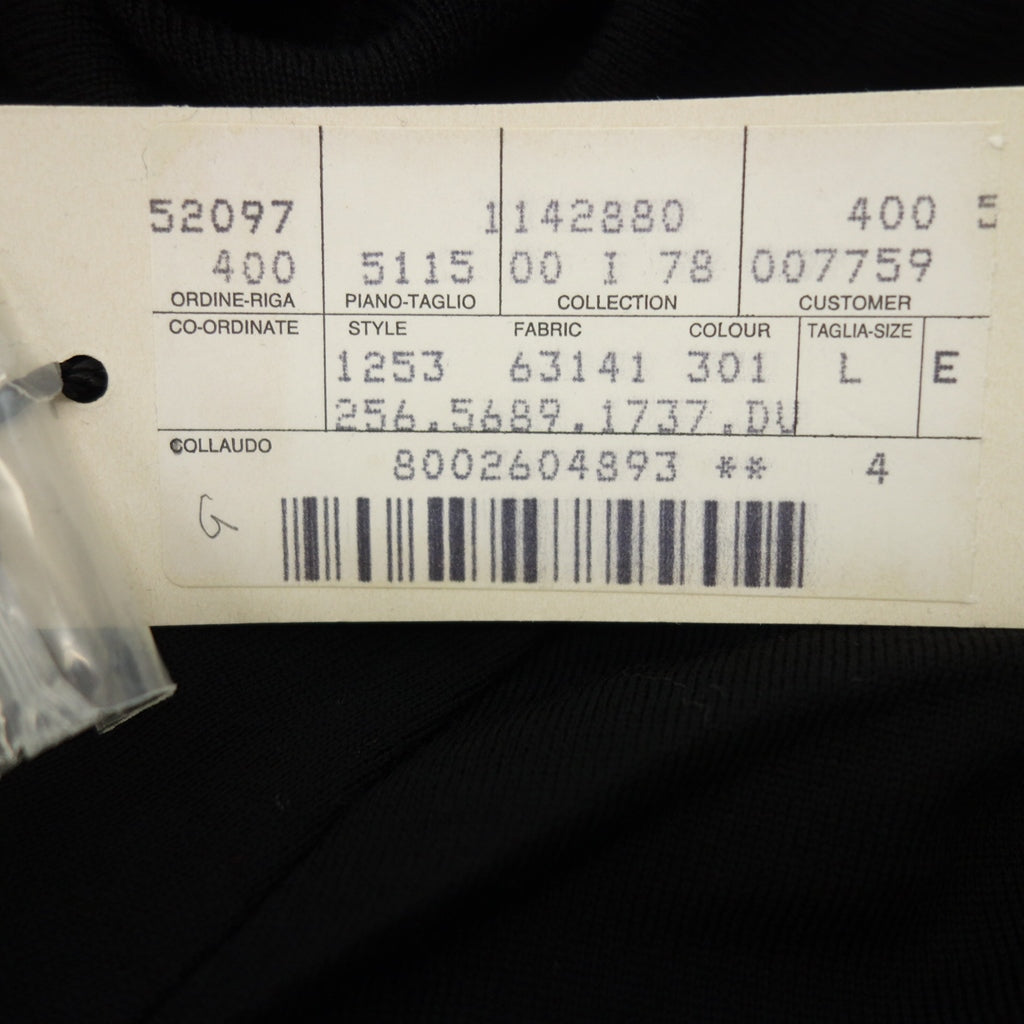 52097 1142880 400 5
400 5115 00 I 78 007759
ORDINE-RIGA PIANO-TAGLIO COLLECTION CUSTOMER
CO-ORDINATE STYLE FABRIC COLOUR TAGLIA-SIZE
1253 63141 301 L E
256.5689.1737.DU
COLLAUDO
8002604893 ** 4
G